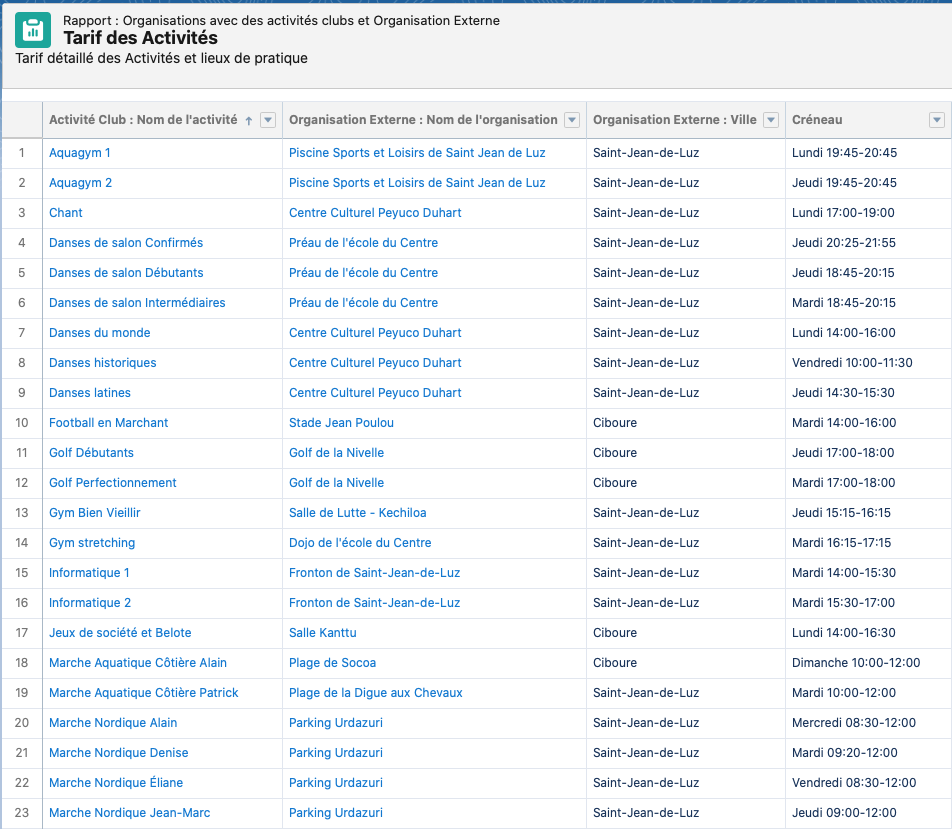 Rapport : Organisations avec des activités clubs et Organisation Externe
Tarif des Activités
Tarif détaillé des Activités et lieux de pratique
Activité Club : Nom de l'activité ↑ Organisation Externe : Nom de l'organisation Organisation Externe : Ville Créneau
1 Aquagym 1 Piscine Sports et Loisirs de Saint Jean de Luz Saint-Jean-de-Luz Lundi 19:45-20:45
2 Aquagym 2 Piscine Sports et Loisirs de Saint Jean de Luz Saint-Jean-de-Luz Jeudi 19:45-20:45
3 Chant Centre Culturel Peyuco Duhart Saint-Jean-de-Luz Lundi 17:00-19:00
4 Danses de salon Confirmés Préau de l'école du Centre Saint-Jean-de-Luz Jeudi 20:25-21:55
5 Danses de salon Débutants Préau de l'école du Centre Saint-Jean-de-Luz Jeudi 18:45-20:15
6 Danses de salon Intermédiaires Préau de l'école du Centre Saint-Jean-de-Luz Mardi 18:45-20:15
7 Danses du monde Centre Culturel Peyuco Duhart Saint-Jean-de-Luz Lundi 14:00-16:00
8 Danses historiques Centre Culturel Peyuco Duhart Saint-Jean-de-Luz Vendredi 10:00-11:30
9 Danses latines Centre Culturel Peyuco Duhart Saint-Jean-de-Luz Jeudi 14:30-15:30
10 Football en Marchant Stade Jean Poulou Ciboure Mardi 14:00-16:00
11 Golf Débutants Golf de la Nivelle Ciboure Jeudi 17:00-18:00
12 Golf Perfectionnement Golf de la Nivelle Ciboure Mardi 17:00-18:00
13 Gym Bien Vieillir Salle de Lutte - Kechiloa Saint-Jean-de-Luz Jeudi 15:15-16:15
14 Gym stretching Dojo de l'école du Centre Saint-Jean-de-Luz Mardi 16:15-17:15
15 Informatique 1 Fronton de Saint-Jean-de-Luz Saint-Jean-de-Luz Mardi 14:00-15:30
16 Informatique 2 Fronton de Saint-Jean-de-Luz Saint-Jean-de-Luz Mardi 15:30-17:00
17 Jeux de société et Belote Salle Kanttu Ciboure Lundi 14:00-16:30
18 Marche Aquatique Côtière Alain Plage de Socoa Ciboure Dimanche 10:00-12:00
19 Marche Aquatique Côtière Patrick Plage de la Digue aux Chevaux Saint-Jean-de-Luz Mardi 10:00-12:00
20 Marche Nordique Alain Parking Urdazuri Saint-Jean-de-Luz Mercredi 08:30-12:00
21 Marche Nordique Denise Parking Urdazuri Saint-Jean-de-Luz Mardi 09:20-12:00
22 Marche Nordique Éliane Parking Urdazuri Saint-Jean-de-Luz Vendredi 08:30-12:00
23 Marche Nordique Jean-Marc Parking Urdazuri Saint-Jean-de-Luz Jeudi 09:00-12:00